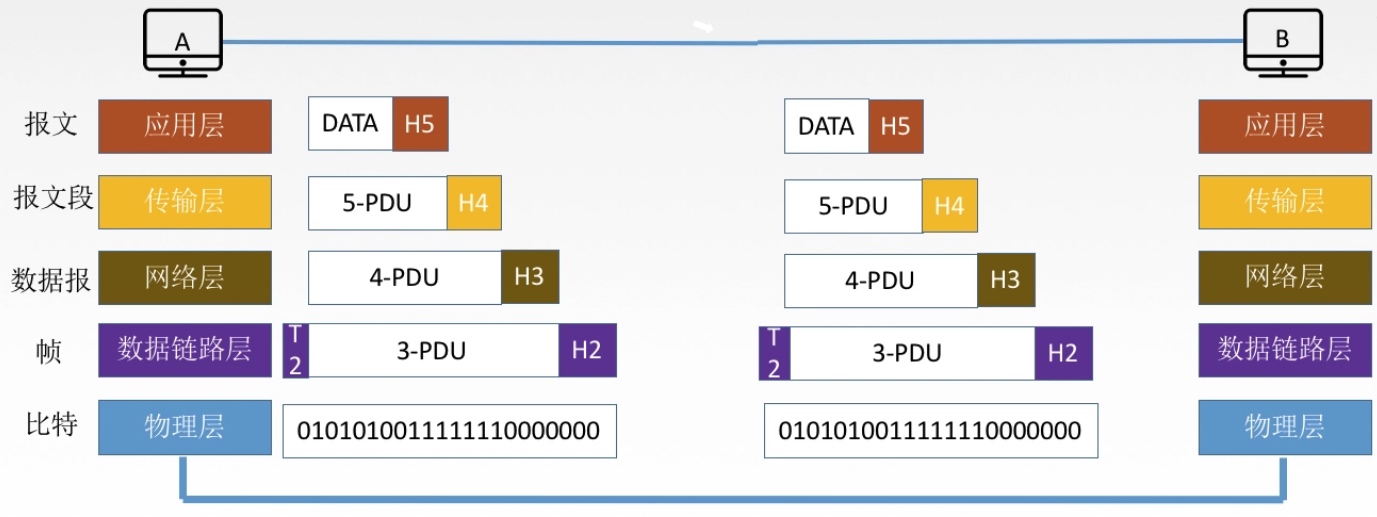 A B
报文 应用层 DATA H5 DATA H5 应用层
报文段 传输层 5-PDU H4 5-PDU H4 传输层
数据报 网络层 4-PDU H3 4-PDU H3 网络层
帧 数据链路层 T2 3-PDU H2 T2 3-PDU H2 数据链路层
比特 物理层 0101010011111110000000 0101010011111110000000 物理层